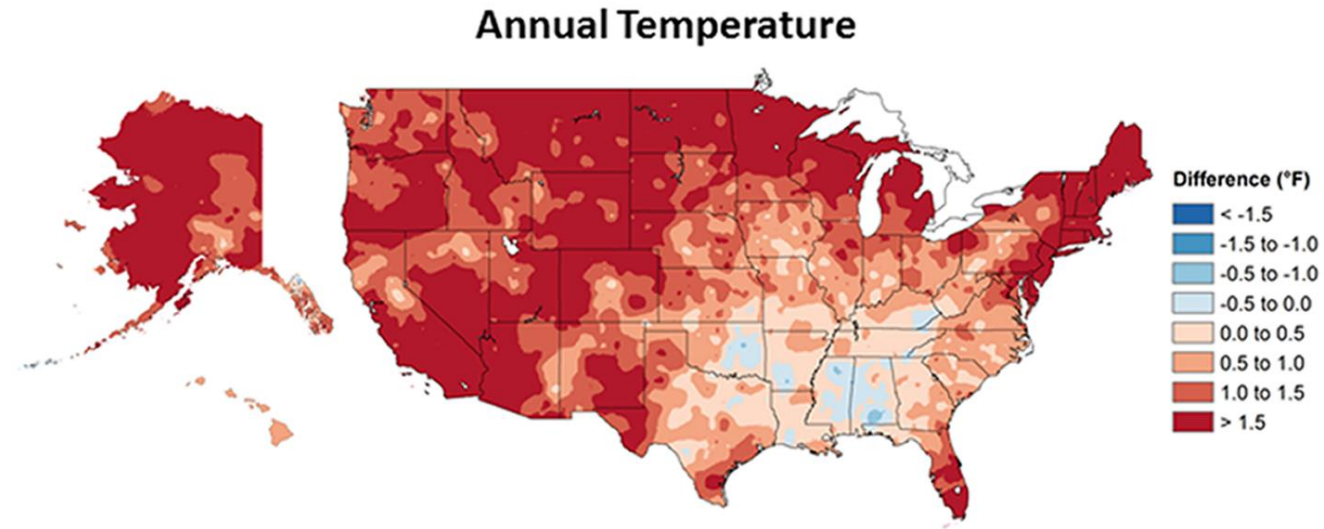 Annual Temperature
Difference (°F)
< -1.5
-1.5 to -1.0
-0.5 to -1.0
-0.5 to 0.0
0.0 to 0.5
0.5 to 1.0
1.0 to 1.5
> 1.5